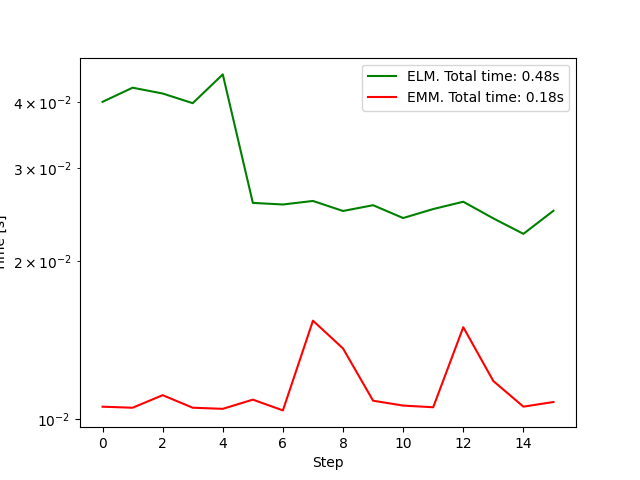 ELM. Total time: 0.48s
EMM. Total time: 0.18s
4 × 10⁻²
3 × 10⁻²
2 × 10⁻²
10⁻²
Time [s]
0 2 4 6 8 10 12 14
Step